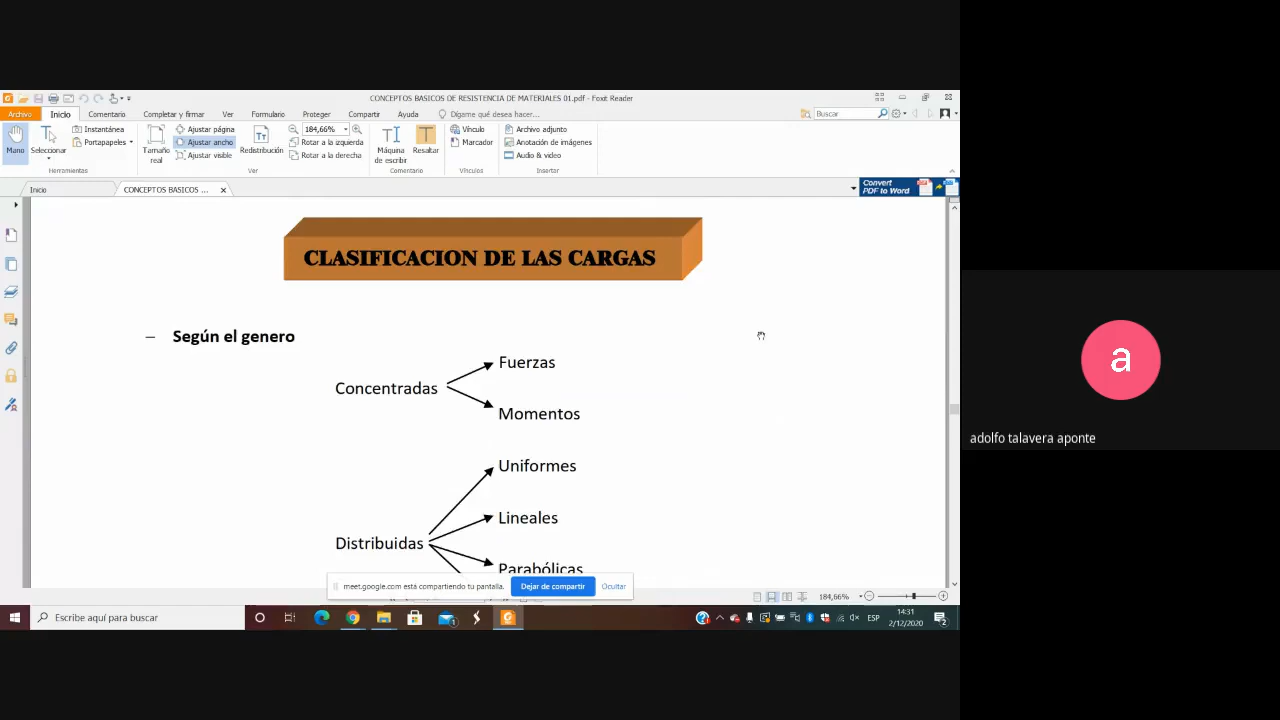 CONCEPTOS BASICOS DE RESISTENCIA DE MATERIALES 01.pdf - Foxit Reader
Archivo Inicio Comentario Completar y firmar Ver Formulario Proteger Compartir Ayuda Dígame qué desea hacer... Buscar
Mano
Seleccionar
Instantánea
Portapapeles
Herramientas
Tamaño real
Ajustar página
Ajustar ancho
Ajustar visible
Redistribución
184,66%
Rotar a la izquierda
Rotar a la derecha
Ver
Máquina de escribir
Resaltar
Comentario
Vínculo
Marcador
Vínculos
Archivo adjunto
Anotación de imágenes
Audio & video
Insertar
Inicio CONCEPTOS BASICOS ...
Convert
PDF to Word
CLASIFICACION DE LAS CARGAS
– Según el genero
Fuerzas
Concentradas
Momentos
Uniformes
Lineales
Distribuidas
Parabólicas
meet.google.com está compartiendo tu pantalla. Dejar de compartir Ocultar
184,66%
Escribe aquí para buscar
ESP
14:31
2/12/2020
a
adolfo talavera aponte